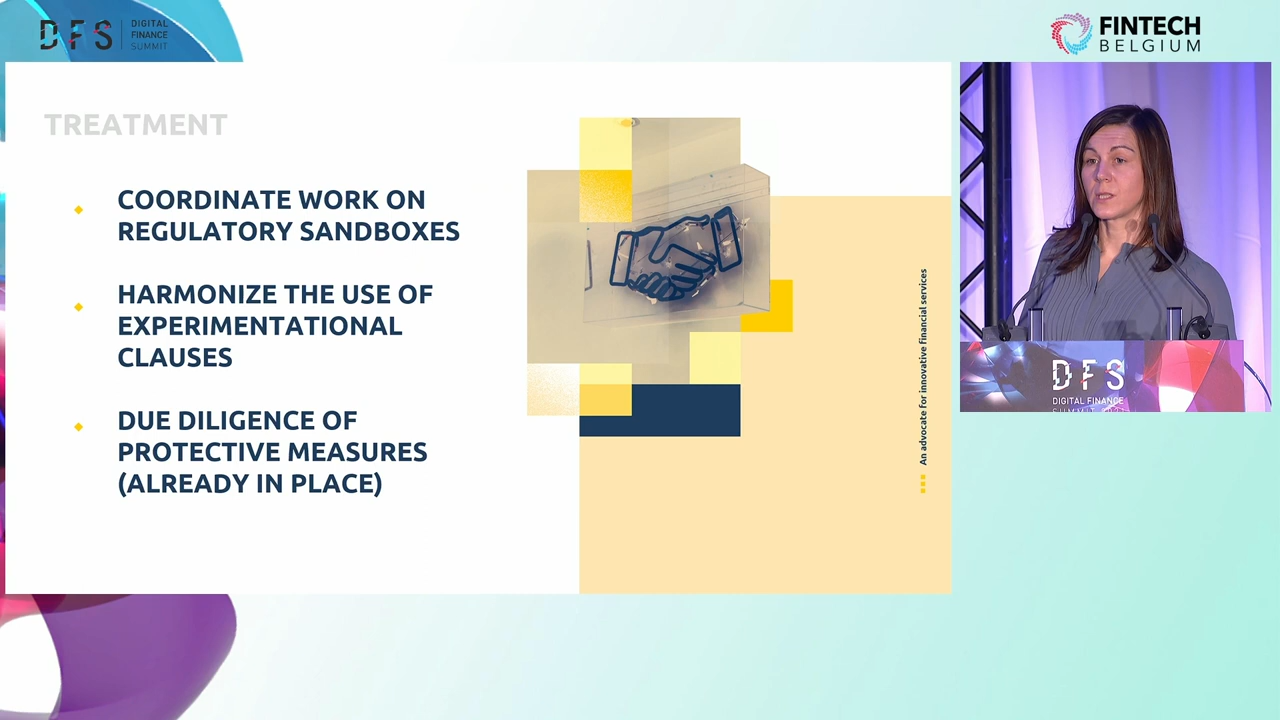 DFS
DIGITAL
FINANCE
SUMMIT
FINTECH
BELGIUM
TREATMENT
COORDINATE WORK ON
REGULATORY SANDBOXES
HARMONIZE THE USE OF
EXPERIMENTATIONAL
CLAUSES
DUE DILIGENCE OF
PROTECTIVE MEASURES
(ALREADY IN PLACE)
An advocate for innovative financial services
DFS
DIGITAL FINANCE